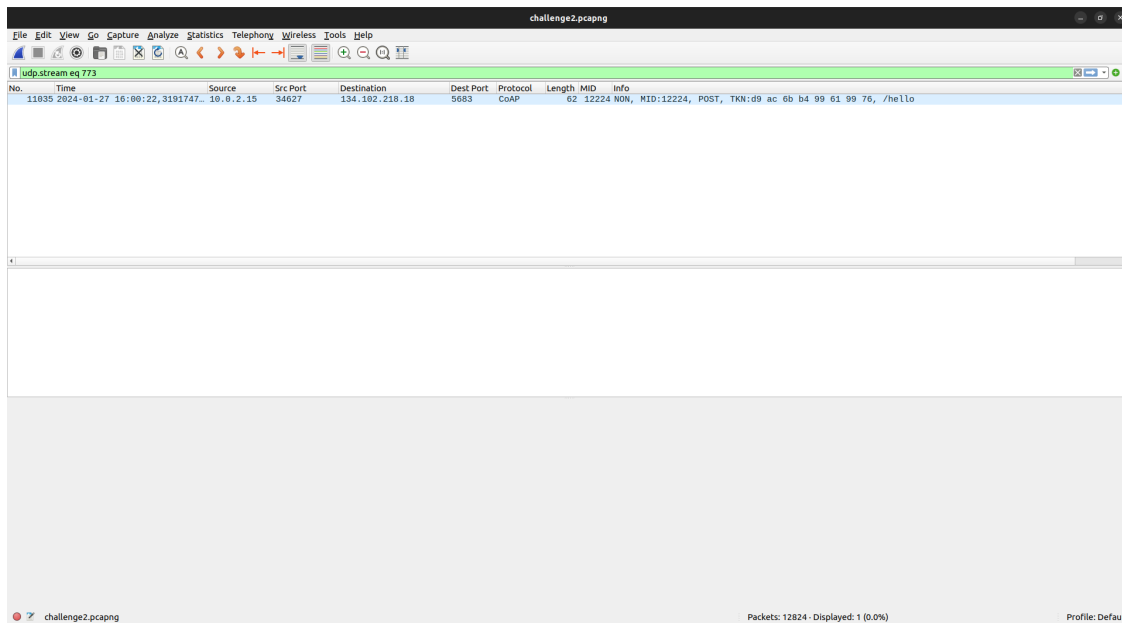 challenge2.pcapng
File Edit View Go Capture Analyze Statistics Telephony Wireless Tools Help
udp.stream eq 773
No. Time Source Src Port Destination Dest Port Protocol Length MID Info
11035 2024-01-27 16:00:22,3191747… 10.0.2.15 34627 134.102.218.18 5683 CoAP 62 12224 NON, MID:12224, POST, TKN:d9 ac 6b b4 99 61 99 76, /hello
challenge2.pcapng Packets: 12824 · Displayed: 1 (0.0%) Profile: Defau